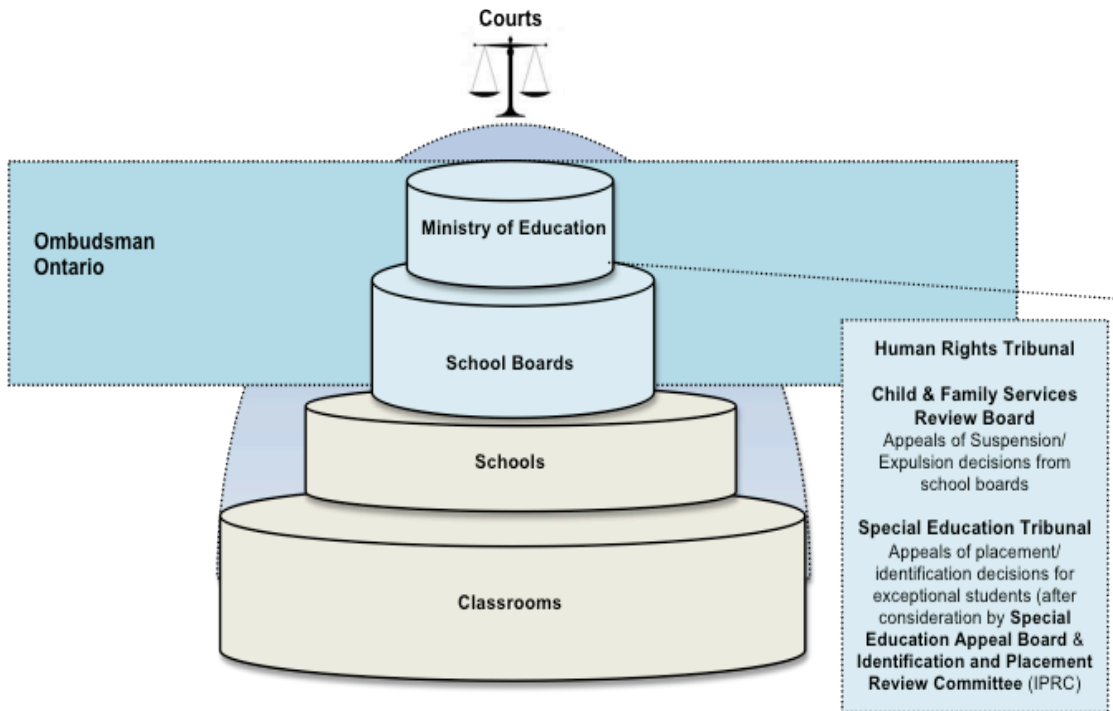 Courts
Ombudsman
Ontario
Ministry of Education
School Boards
Schools
Classrooms
Human Rights Tribunal
Child & Family Services
Review Board
Appeals of Suspension/
Expulsion decisions from
school boards
Special Education Tribunal
Appeals of placement/
identification decisions for
exceptional students (after
consideration by Special
Education Appeal Board &
Identification and Placement
Review Committee (IPRC)